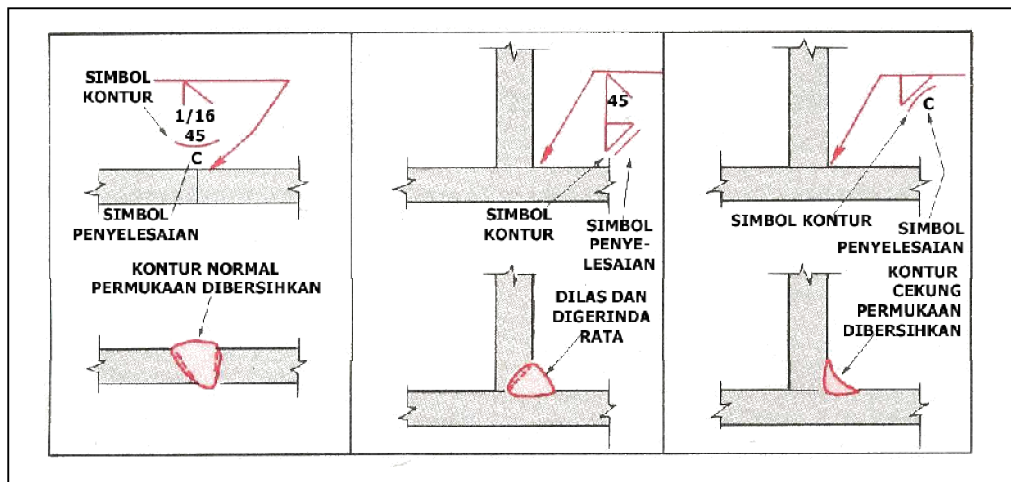 SIMBOL
KONTUR
1/16
45
C
SIMBOL
PENYELESAIAN
KONTUR NORMAL
PERMUKAAN DIBERSIHKAN
45
SIMBOL
KONTUR
SIMBOL
PENYE-
LESAIAN
DILAS DAN
DIGERINDA
RATA
C
SIMBOL KONTUR
SIMBOL
PENYELESAIAN
KONTUR
CEKUNG
PERMUKAAN
DIBERSIHKAN